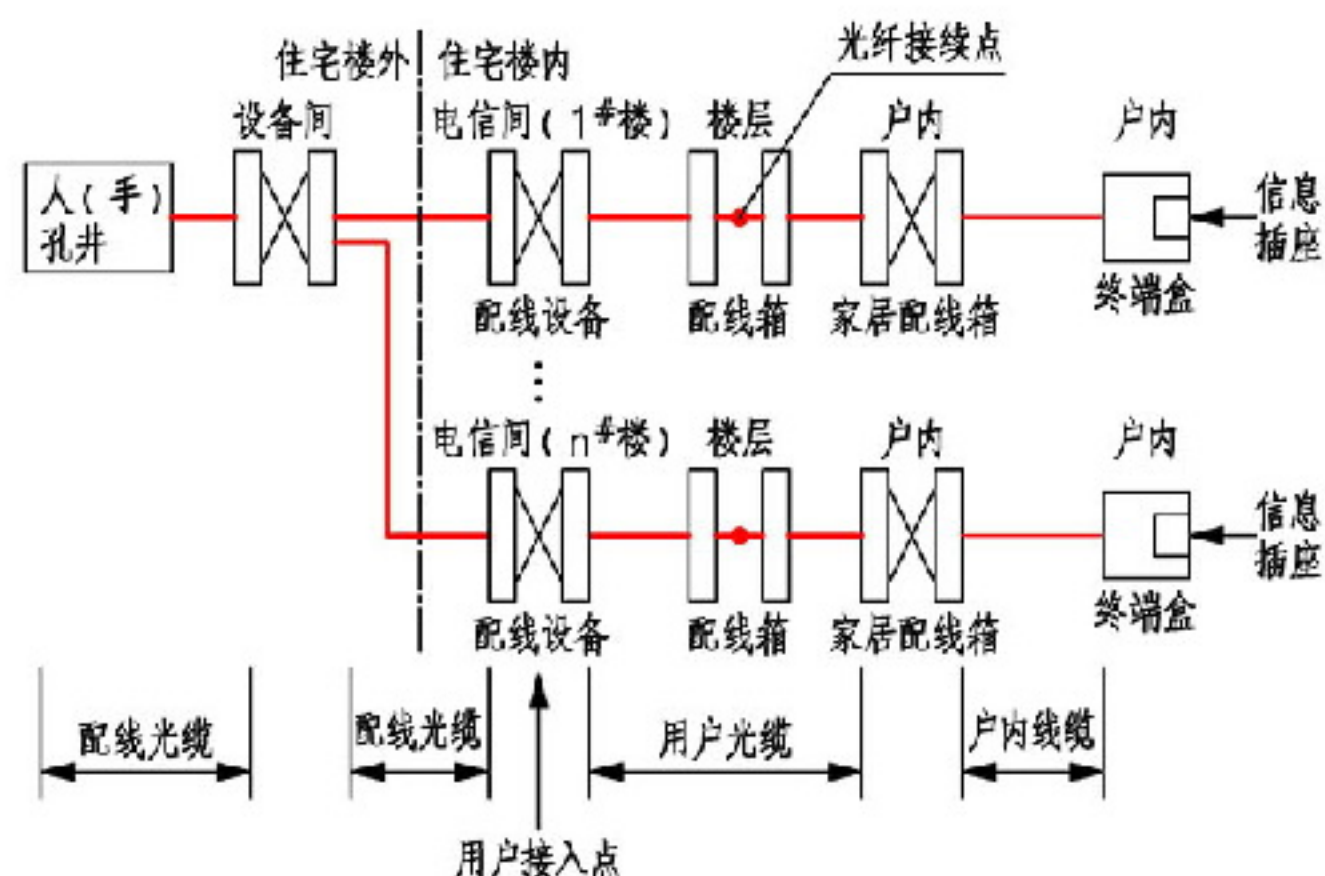 光纤接续点
住宅楼外 住宅楼内
设备间 电信间(1#楼) 楼层 户内 户内
人(手)
孔井
信息
插座
终端盒
配线设备 配线箱 家居配线箱
电信间(n#楼) 楼层 户内 户内
信息
插座
终端盒
配线设备 配线箱 家居配线箱
配线光缆 配线光缆 用户光缆 户内线缆
用户接入点